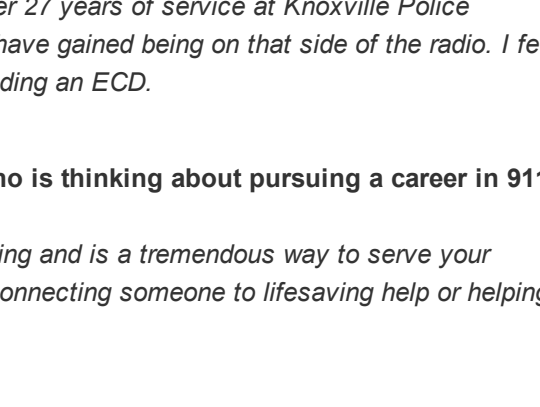 er 27 years of service at Knoxville Police
have gained being on that side of the radio. I fe
ding an ECD.
ho is thinking about pursuing a career in 911
ing and is a tremendous way to serve your
onnecting someone to lifesaving help or helping